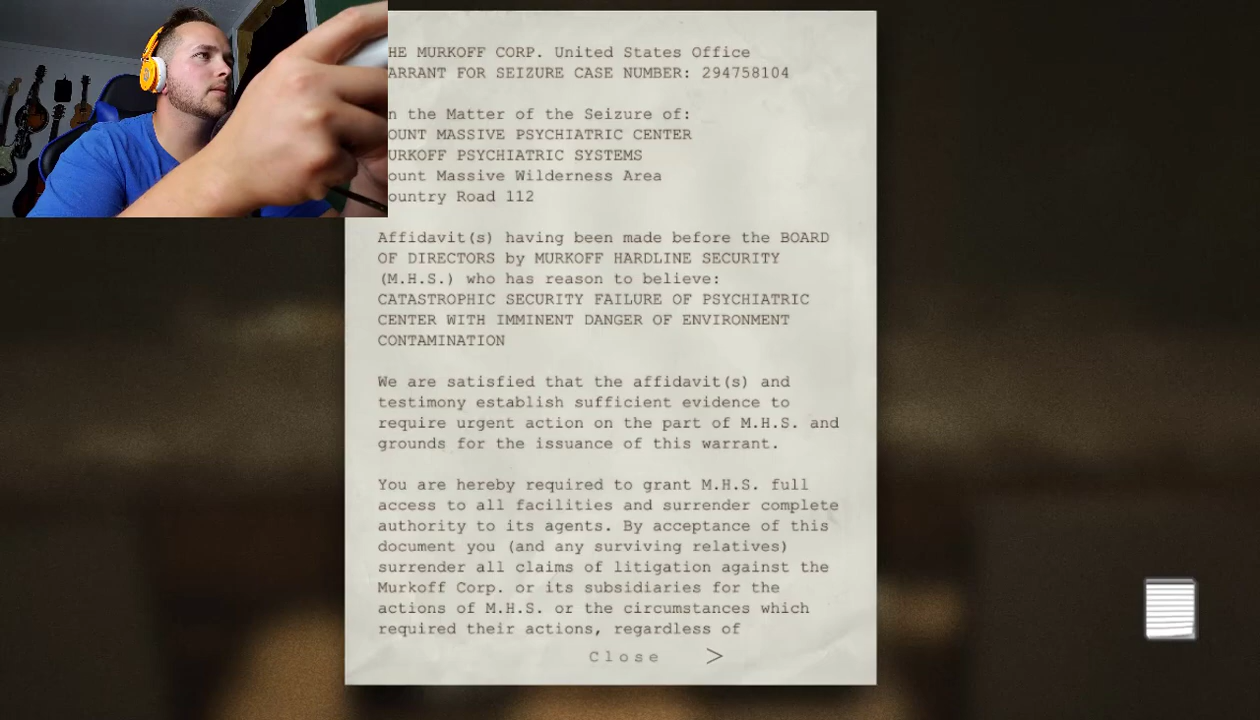 HE MURKOFF CORP. United States Office
ARRANT FOR SEIZURE CASE NUMBER: 294758104
n the Matter of the Seizure of:
OUNT MASSIVE PSYCHIATRIC CENTER
URKOFF PSYCHIATRIC SYSTEMS
ount Massive Wilderness Area
ountry Road 112
Affidavit(s) having been made before the BOARD
OF DIRECTORS by MURKOFF HARDLINE SECURITY
(M.H.S.) who has reason to believe:
CATASTROPHIC SECURITY FAILURE OF PSYCHIATRIC
CENTER WITH IMMINENT DANGER OF ENVIRONMENT
CONTAMINATION
We are satisfied that the affidavit(s) and
testimony establish sufficient evidence to
require urgent action on the part of M.H.S. and
grounds for the issuance of this warrant.
You are hereby required to grant M.H.S. full
access to all facilities and surrender complete
authority to its agents. By acceptance of this
document you (and any surviving relatives)
surrender all claims of litigation against the
Murkoff Corp. or its subsidiaries for the
actions of M.H.S. or the circumstances which
required their actions, regardless of
Close >